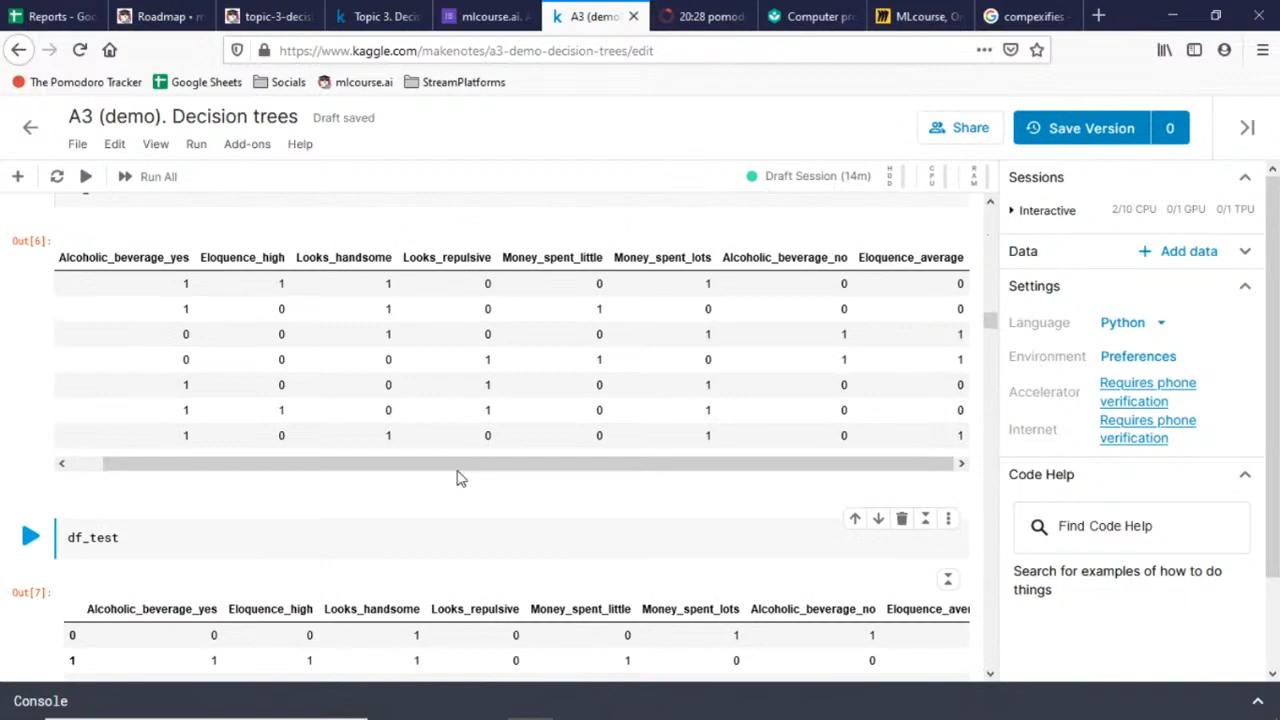 Reports - Go
Roadmap • m
topic-3-decis
Topic 3. Deci
mlcourse.ai. A
A3 (demo)
20:28 pomod
Computer pr
MLcourse, O
compexifies -
https://www.kaggle.com/makenotes/a3-demo-decision-trees/edit
The Pomodoro Tracker
Google Sheets
Socials
mlcourse.ai
StreamPlatforms
A3 (demo). Decision trees
Draft saved
Share
Save Version
0
File Edit View Run Add-ons Help
Run All
Draft Session (14m)
HDD
CPU
RAM
Out[6]:
Alcoholic_beverage_yes Eloquence_high Looks_handsome Looks_repulsive Money_spent_little Money_spent_lots Alcoholic_beverage_no Eloquence_average
1 1 1 0 0 1 0 0
1 0 1 0 1 0 0 0
0 0 1 0 0 1 1 1
0 0 0 1 1 0 1 1
1 0 0 1 0 1 0 0
1 1 0 1 0 1 0 0
1 0 1 0 0 1 0 1
df_test
Out[7]:
Alcoholic_beverage_yes Eloquence_high Looks_handsome Looks_repulsive Money_spent_little Money_spent_lots Alcoholic_beverage_no Eloquence_aver
0 0 0 1 0 0 1 1
1 1 1 1 0 1 0 0
Sessions
Interactive 2/10 CPU 0/1 GPU 0/1 TPU
Data + Add data
Settings
Language Python
Environment Preferences
Accelerator Requires phone
verification
Internet Requires phone
verification
Code Help
Find Code Help
Search for examples of how to do
things
Console